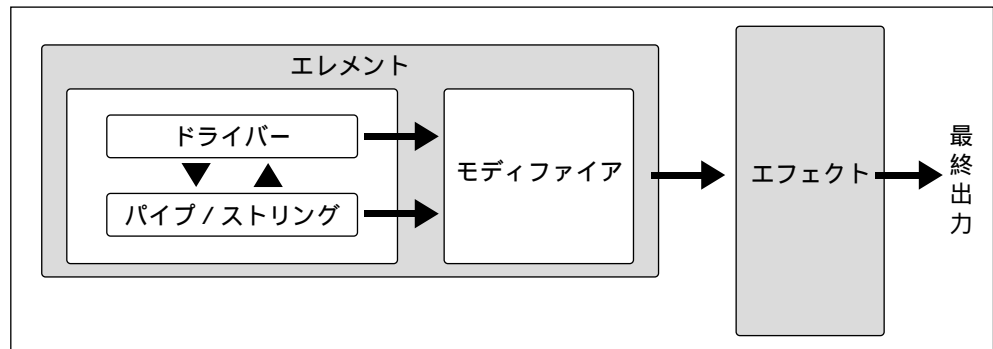 エレメント
ドライバー
パイプ / ストリング
モディファイア
エフェクト
最終出力